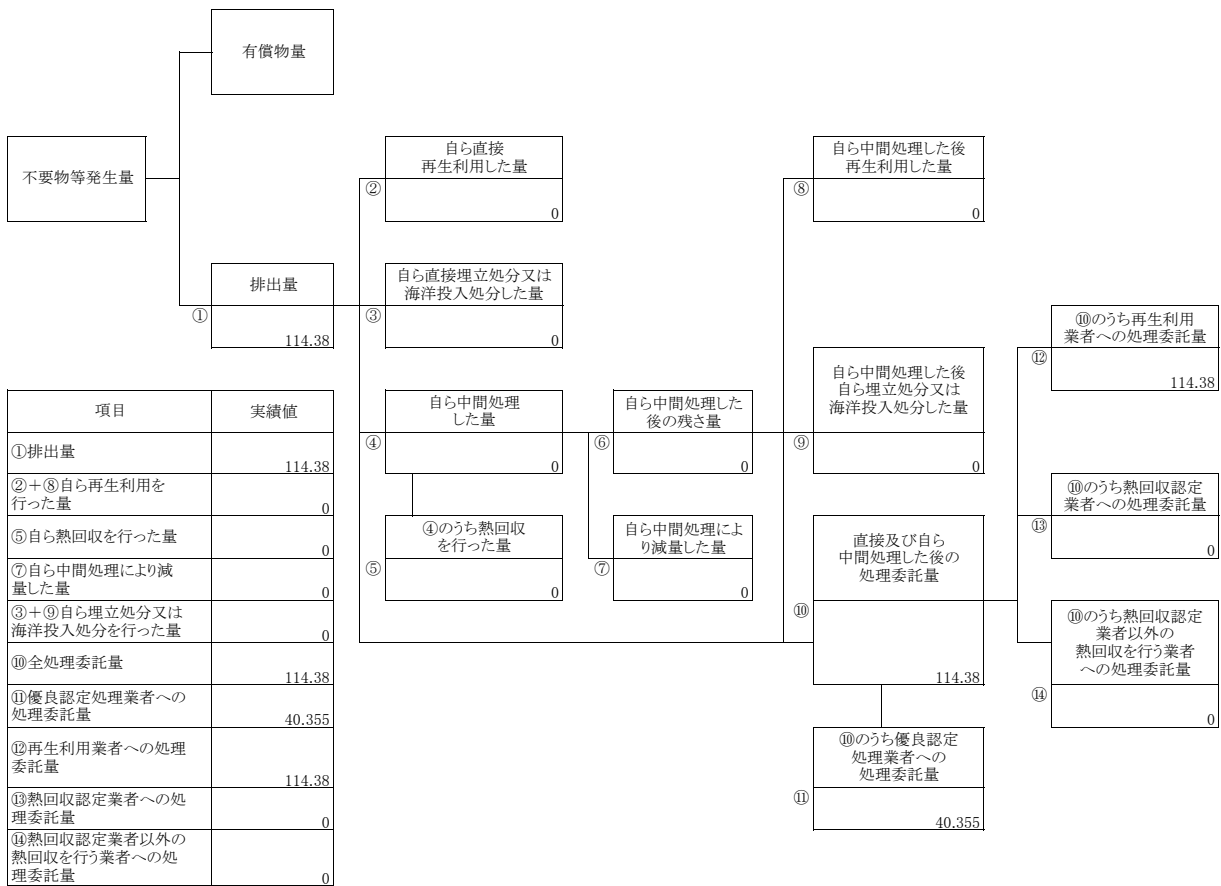 有償物量
不要物等発生量
排出量
①
114.38
自ら直接
再生利用した量
②
0
自ら直接埋立処分又は
海洋投入処分した量
③
0
自ら中間処理
した量
④
0
④のうち熱回収
を行った量
⑤
0
自ら中間処理した
後の残さ量
⑥
0
自ら中間処理によ
り減量した量
⑦
0
自ら中間処理した後
再生利用した量
⑧
0
自ら中間処理した後
自ら埋立処分又は
海洋投入処分した量
⑨
0
直接及び自ら
中間処理した後の
処理委託量
⑩
114.38
⑩のうち優良認定
処理業者への
処理委託量
⑪
40.355
⑩のうち再生利用
業者への処理委託量
⑫
114.38
⑩のうち熱回収認定
業者への処理委託量
⑬
0
⑩のうち熱回収認定
業者以外の
熱回収を行う業者
への処理委託量
⑭
0
項目 実績値
①排出量
114.38
②+⑧自ら再生利用を
行った量
0
⑤自ら熱回収を行った量
0
⑦自ら中間処理により減
量した量
0
③+⑨自ら埋立処分又は
海洋投入処分を行った量
0
⑩全処理委託量
114.38
⑪優良認定処理業者への
処理委託量
40.355
⑫再生利用業者への処理
委託量
114.38
⑬熱回収認定業者への処
理委託量
0
⑭熱回収認定業者以外の
熱回収を行う業者への処
理委託量
0